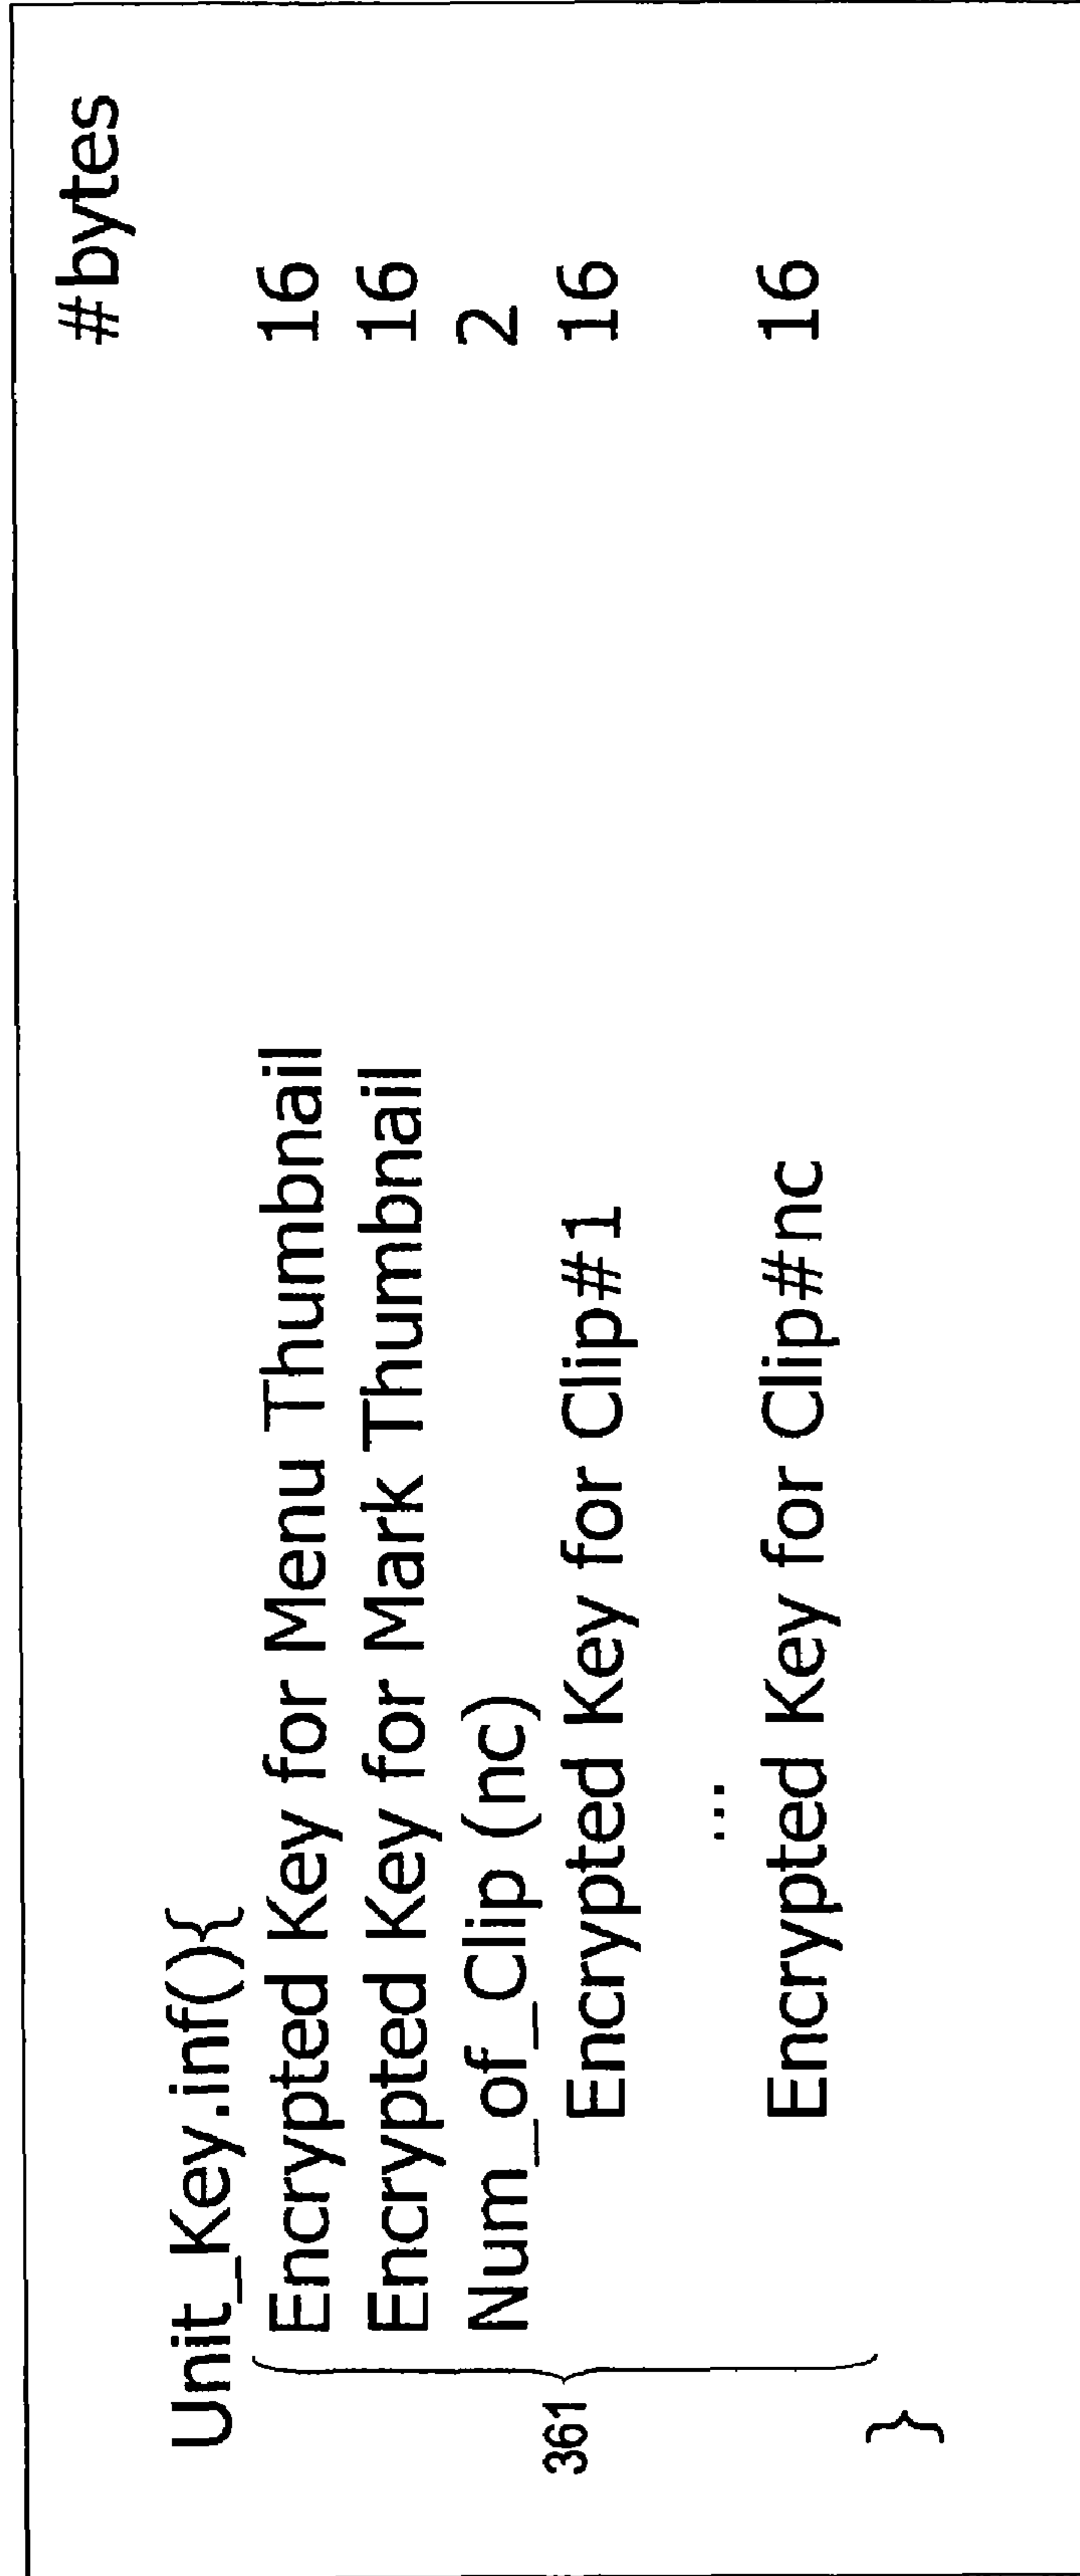 #bytes
Unit_Key.inf(){
Encrypted Key for Menu Thumbnail 16
Encrypted Key for Mark Thumbnail 16
Num_of_Clip (nc) 2
361 Encrypted Key for Clip#1 16
...
Encrypted Key for Clip#nc 16
}